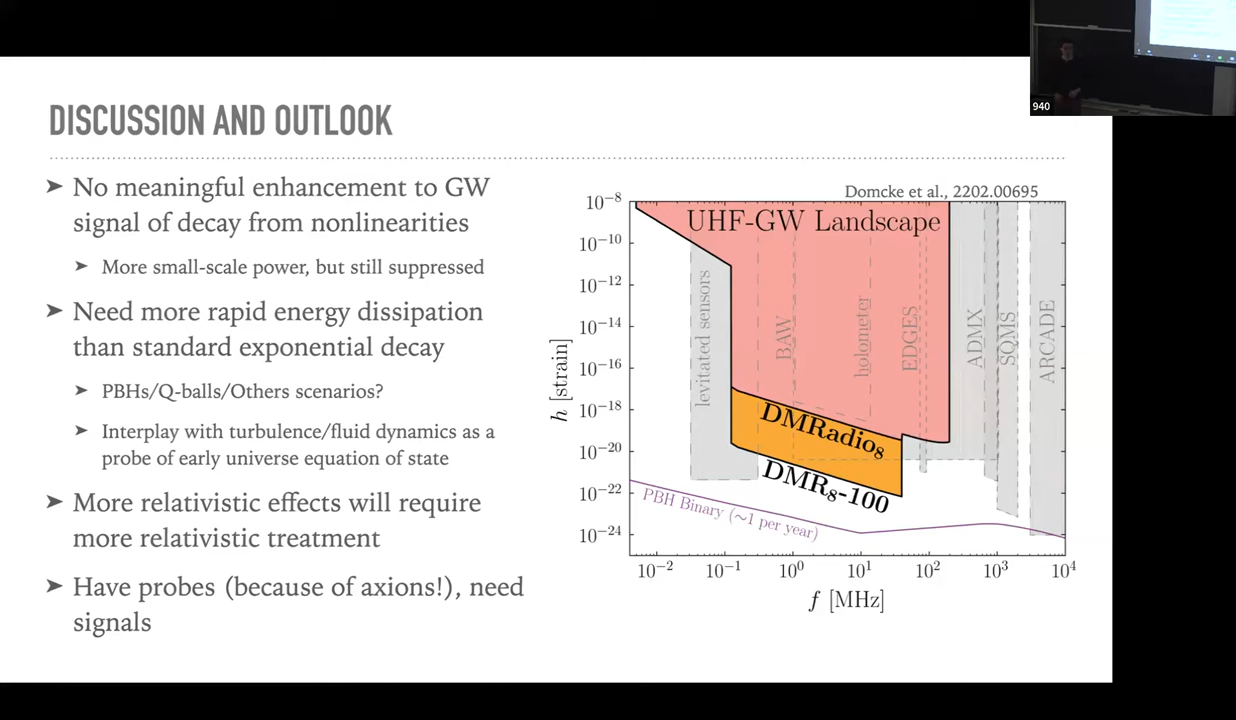 940
DISCUSSION AND OUTLOOK
➤ No meaningful enhancement to GW
signal of decay from nonlinearities
➤ More small-scale power, but still suppressed
➤ Need more rapid energy dissipation
than standard exponential decay
➤ PBHs/Q-balls/Others scenarios?
➤ Interplay with turbulence/fluid dynamics as a
probe of early universe equation of state
➤ More relativistic effects will require
more relativistic treatment
➤ Have probes (because of axions!), need
signals
Domcke et al., 2202.00695
UHF-GW Landscape
levitated sensors
BAW
holometer
EDGES
ADMX
SQMS
ARCADE
DMRadio₈
DMR₈-100
PBH Binary (~1 per year)
h [strain]
10⁻⁸
10⁻¹⁰
10⁻¹²
10⁻¹⁴
10⁻¹⁶
10⁻¹⁸
10⁻²⁰
10⁻²²
10⁻²⁴
10⁻² 10⁻¹ 10⁰ 10¹ 10² 10³ 10⁴
f [MHz]